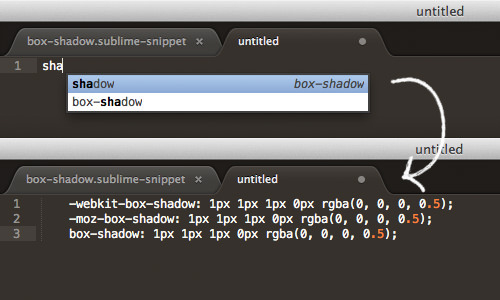 untitled
box-shadow.sublime-snippet × untitled
1 sha
shadow box-shadow
box-shadow
untitled
box-shadow.sublime-snippet × untitled
1 -webkit-box-shadow: 1px 1px 1px 0px rgba(0, 0, 0, 0.5);
2 -moz-box-shadow: 1px 1px 1px 0px rgba(0, 0, 0, 0.5);
3 box-shadow: 1px 1px 1px 0px rgba(0, 0, 0, 0.5);